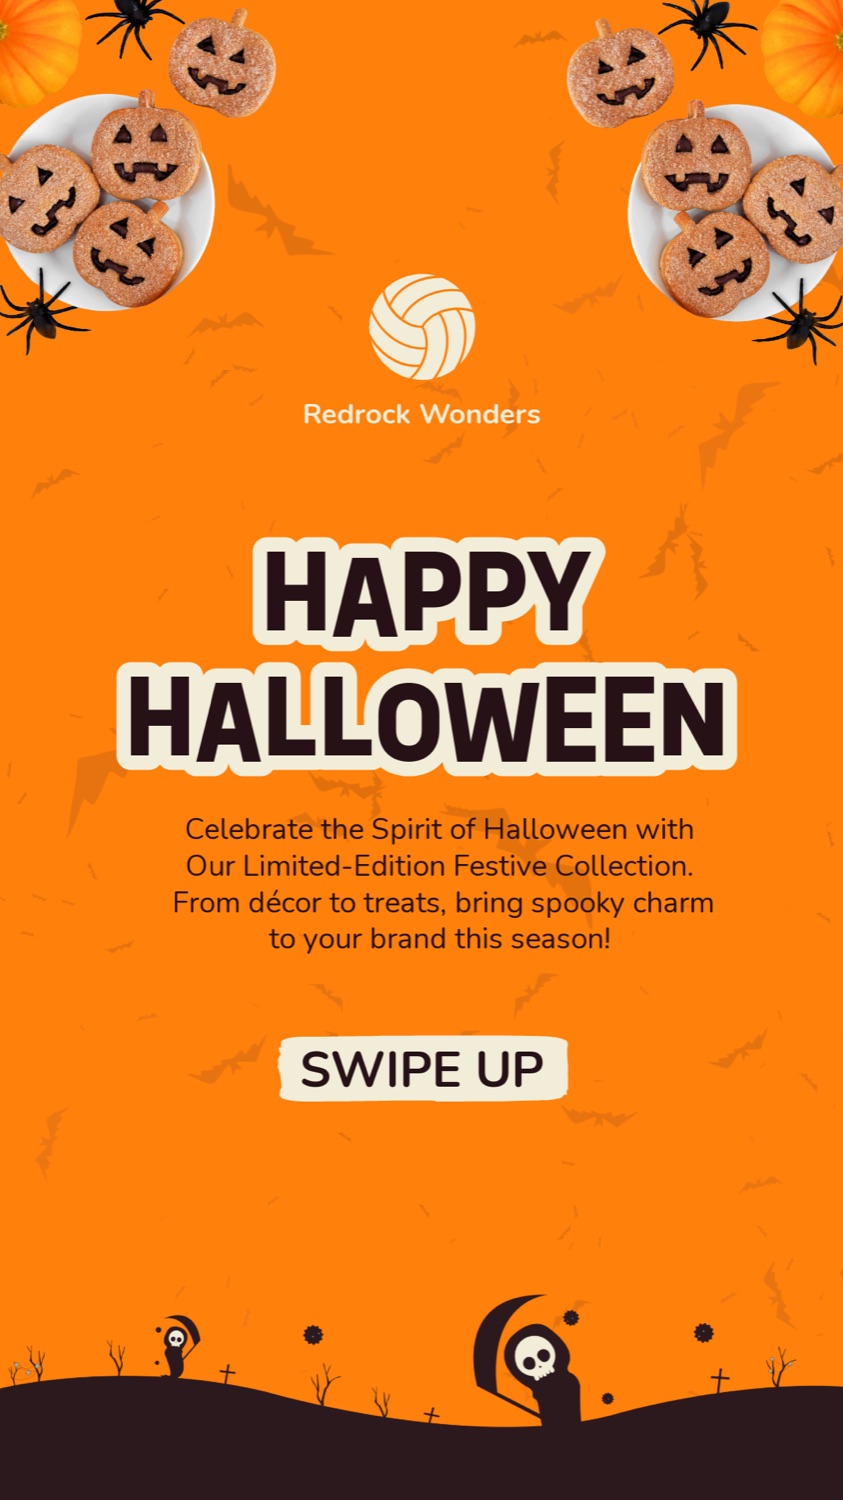 Redrock Wonders
HAPPY
HALLOWEEN
Celebrate the Spirit of Halloween with
Our Limited-Edition Festive Collection.
From décor to treats, bring spooky charm
to your brand this season!
SWIPE UP